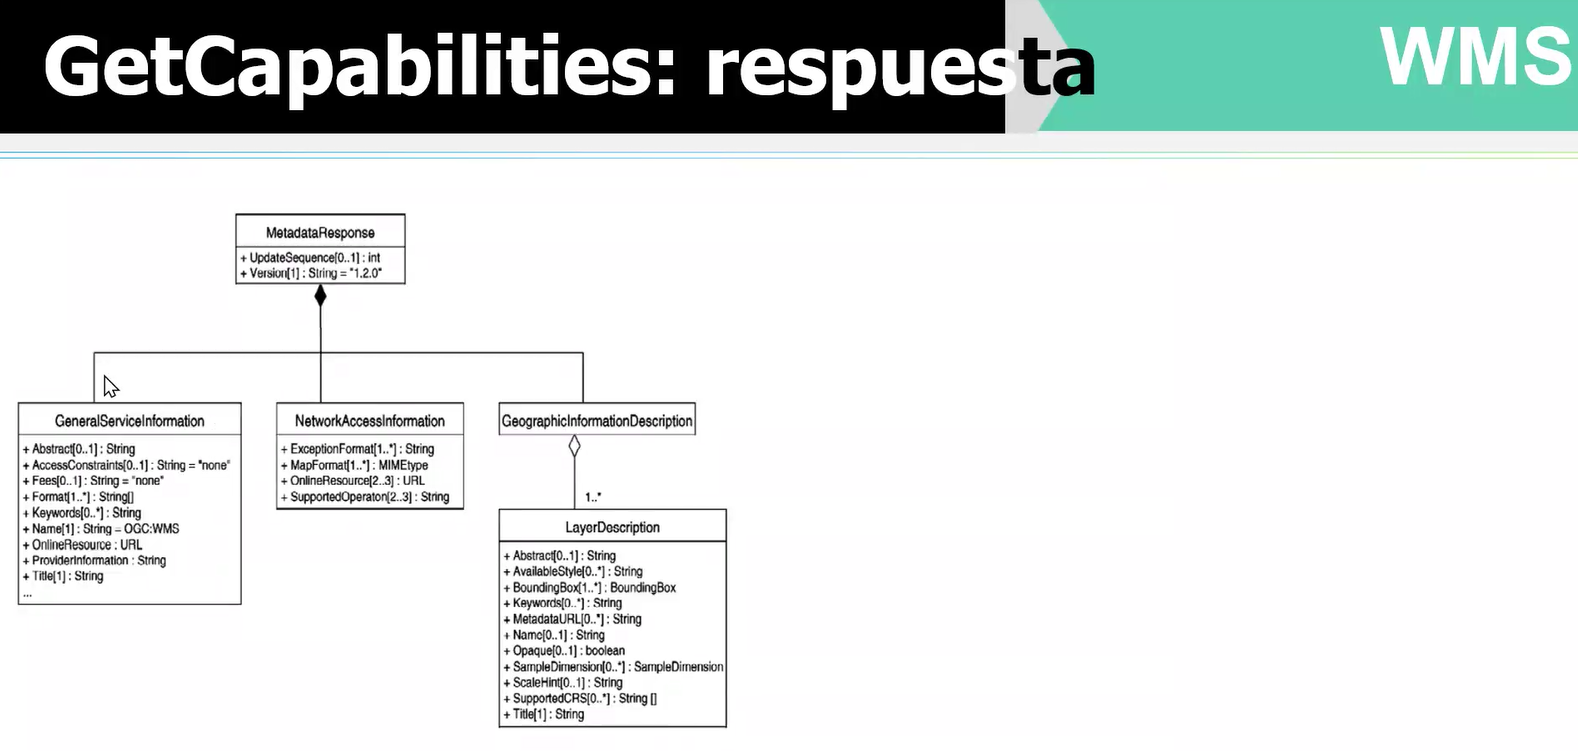 GetCapabilities: respuesta
WMS
MetadataResponse
+ UpdateSequence[0..1] : int
+ Version[1] : String = "1.2.0"
GeneralServiceInformation
+ Abstract[0..1] : String
+ AccessConstraints[0..1] : String = "none"
+ Fees[0..1] : String = "none"
+ Format[1..*] : String[]
+ Keywords[0..*] : String
+ Name[1] : String = OGC:WMS
+ OnlineResource : URL
+ ProviderInformation : String
+ Title[1] : String
...
NetworkAccessInformation
+ ExceptionFormat[1..*] : String
+ MapFormat[1..*] : MIMEtype
+ OnlineResource[2..3] : URL
+ SupportedOperaton[2..3] : String
GeographicInformationDescription
1..*
LayerDescription
+ Abstract[0..1] : String
+ AvailableStyle[0..*] : String
+ BoundingBox[1..*] : BoundingBox
+ Keywords[0..*] : String
+ MetadataURL[0..*] : String
+ Name[0..1] : String
+ Opaque[0..1] : boolean
+ SampleDimension[0..*] : SampleDimension
+ ScaleHint[0..1] : String
+ SupportedCRS[0..*] : String []
+ Title[1] : String